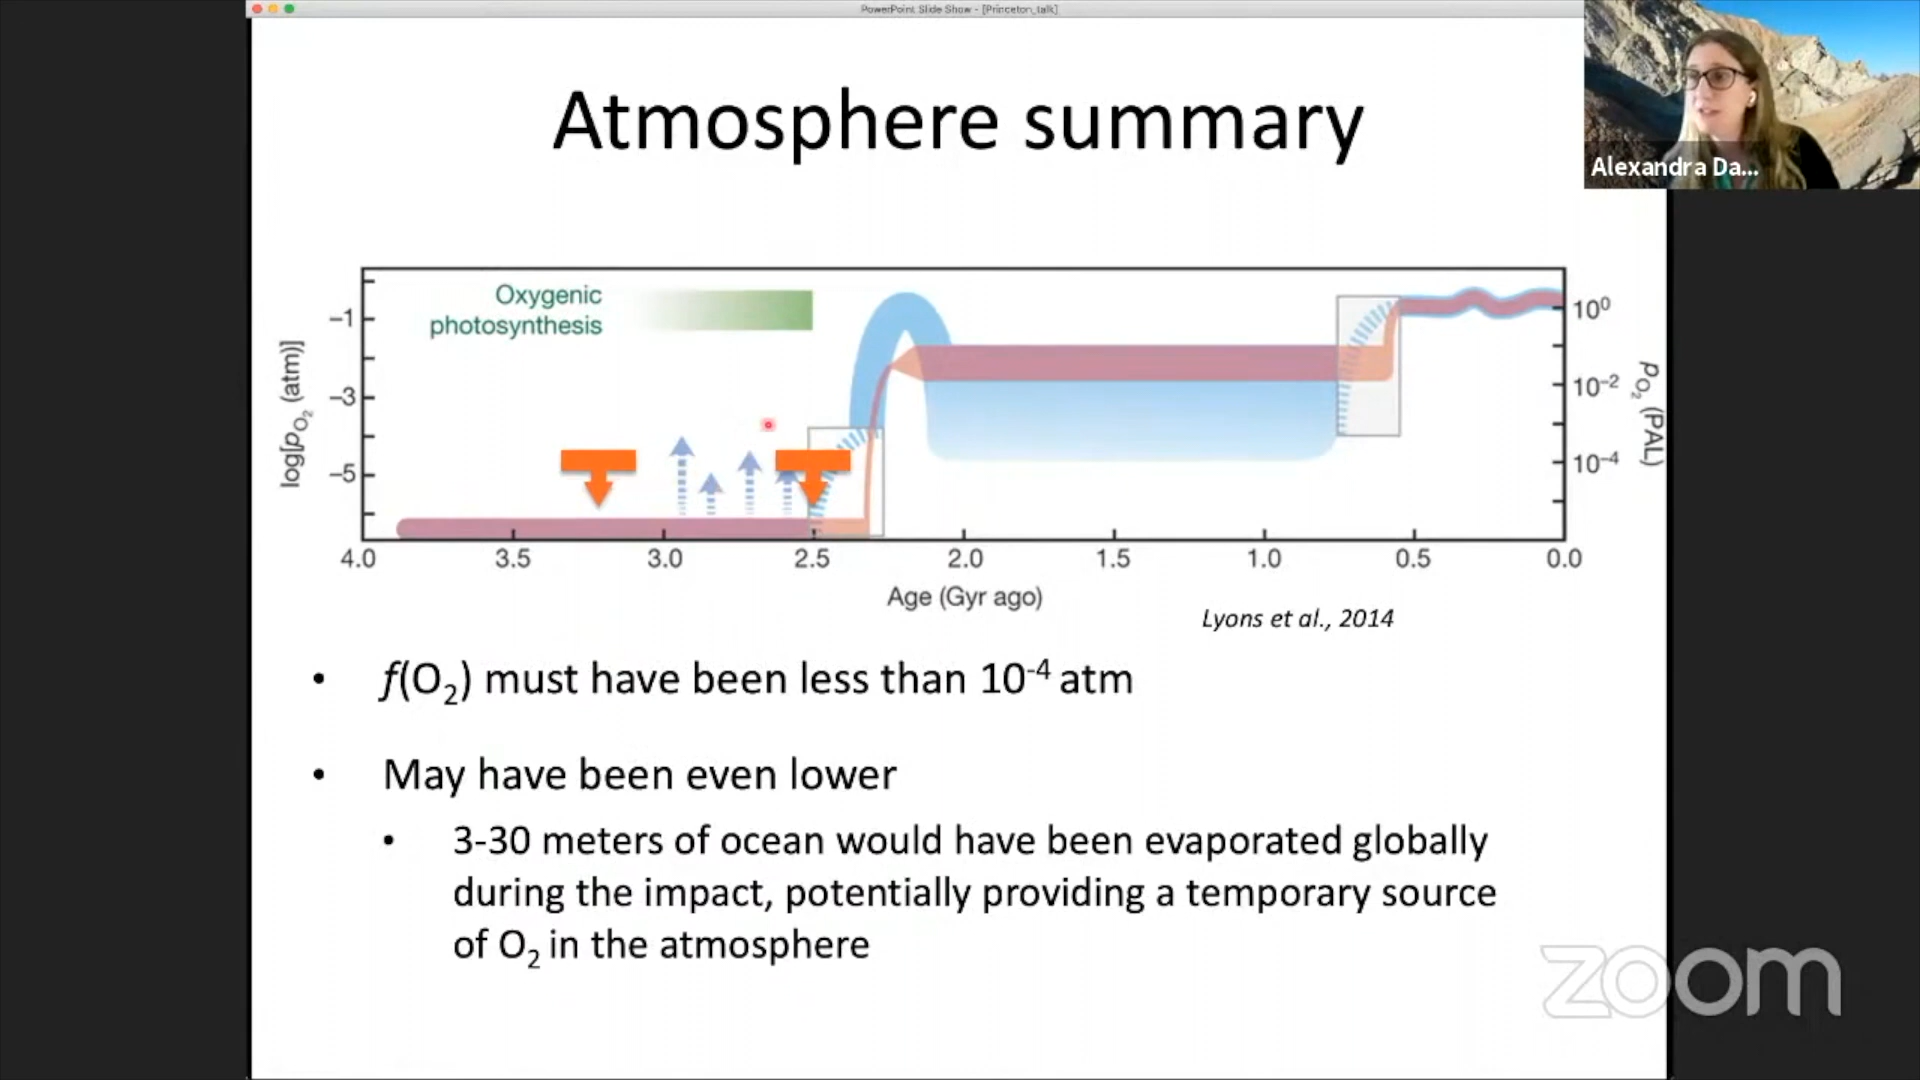 PowerPoint Slide Show - [Princeton_talk]
Alexandra Da...
Atmosphere summary
Oxygenic
photosynthesis
log[pO2 (atm)]
−1
−3
−5
10⁰
10⁻²
10⁻⁴
pO2 (PAL)
4.0 3.5 3.0 2.5 2.0 1.5 1.0 0.5 0.0
Age (Gyr ago)
Lyons et al., 2014
• f(O₂) must have been less than 10⁻⁴ atm
• May have been even lower
• 3-30 meters of ocean would have been evaporated globally
during the impact, potentially providing a temporary source
of O₂ in the atmosphere
zoom